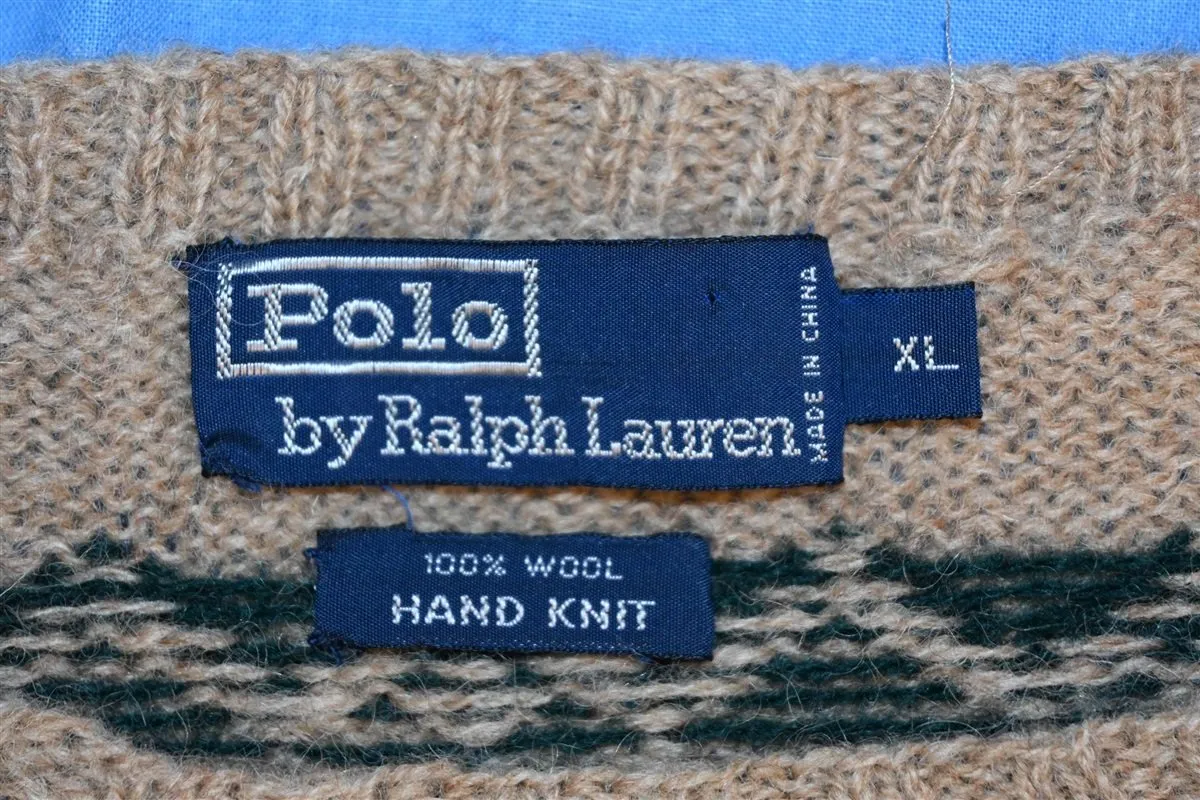 Polo
by Ralph Lauren
MADE IN CHINA
XL
100% WOOL
HAND KNIT